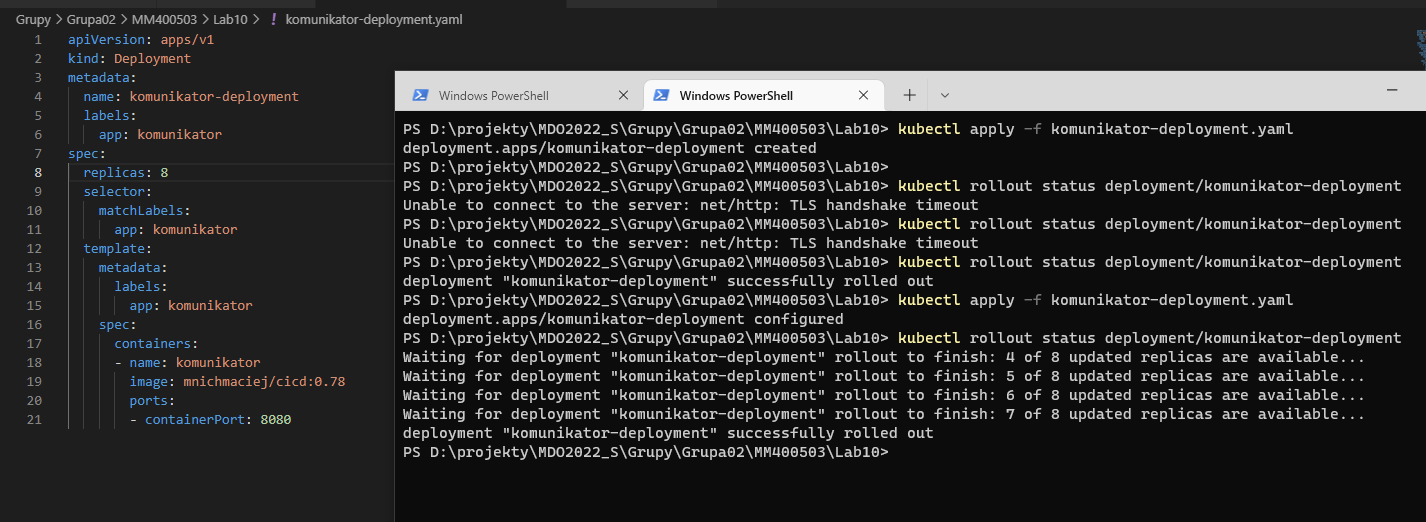 Grupy > Grupa02 > MM400503 > Lab10 > ! komunikator-deployment.yaml
1 apiVersion: apps/v1
2 kind: Deployment
3 metadata:
4 name: komunikator-deployment
5 labels:
6 app: komunikator
7 spec:
8 replicas: 8
9 selector:
10 matchLabels:
11 app: komunikator
12 template:
13 metadata:
14 labels:
15 app: komunikator
16 spec:
17 containers:
18 - name: komunikator
19 image: mnichmaciej/cicd:0.78
20 ports:
21 - containerPort: 8080
Windows PowerShell
Windows PowerShell
PS D:\projekty\MDO2022_S\Grupy\Grupa02\MM400503\Lab10> kubectl apply -f komunikator-deployment.yaml
deployment.apps/komunikator-deployment created
PS D:\projekty\MDO2022_S\Grupy\Grupa02\MM400503\Lab10>
PS D:\projekty\MDO2022_S\Grupy\Grupa02\MM400503\Lab10> kubectl rollout status deployment/komunikator-deployment
Unable to connect to the server: net/http: TLS handshake timeout
PS D:\projekty\MDO2022_S\Grupy\Grupa02\MM400503\Lab10> kubectl rollout status deployment/komunikator-deployment
Unable to connect to the server: net/http: TLS handshake timeout
PS D:\projekty\MDO2022_S\Grupy\Grupa02\MM400503\Lab10> kubectl rollout status deployment/komunikator-deployment
deployment "komunikator-deployment" successfully rolled out
PS D:\projekty\MDO2022_S\Grupy\Grupa02\MM400503\Lab10> kubectl apply -f komunikator-deployment.yaml
deployment.apps/komunikator-deployment configured
PS D:\projekty\MDO2022_S\Grupy\Grupa02\MM400503\Lab10> kubectl rollout status deployment/komunikator-deployment
Waiting for deployment "komunikator-deployment" rollout to finish: 4 of 8 updated replicas are available...
Waiting for deployment "komunikator-deployment" rollout to finish: 5 of 8 updated replicas are available...
Waiting for deployment "komunikator-deployment" rollout to finish: 6 of 8 updated replicas are available...
Waiting for deployment "komunikator-deployment" rollout to finish: 7 of 8 updated replicas are available...
deployment "komunikator-deployment" successfully rolled out
PS D:\projekty\MDO2022_S\Grupy\Grupa02\MM400503\Lab10>